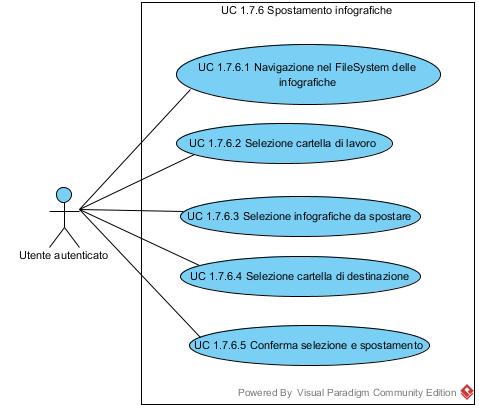 UC 1.7.6 Spostamento infografiche
UC 1.7.6.1 Navigazione nel FileSystem delle
infografiche
UC 1.7.6.2 Selezione cartella di lavoro
UC 1.7.6.3 Selezione infografiche da spostare
Utente autenticato
UC 1.7.6.4 Selezione cartella di destinazione
UC 1.7.6.5 Conferma selezione e spostamento
Powered By Visual Paradigm Community Edition